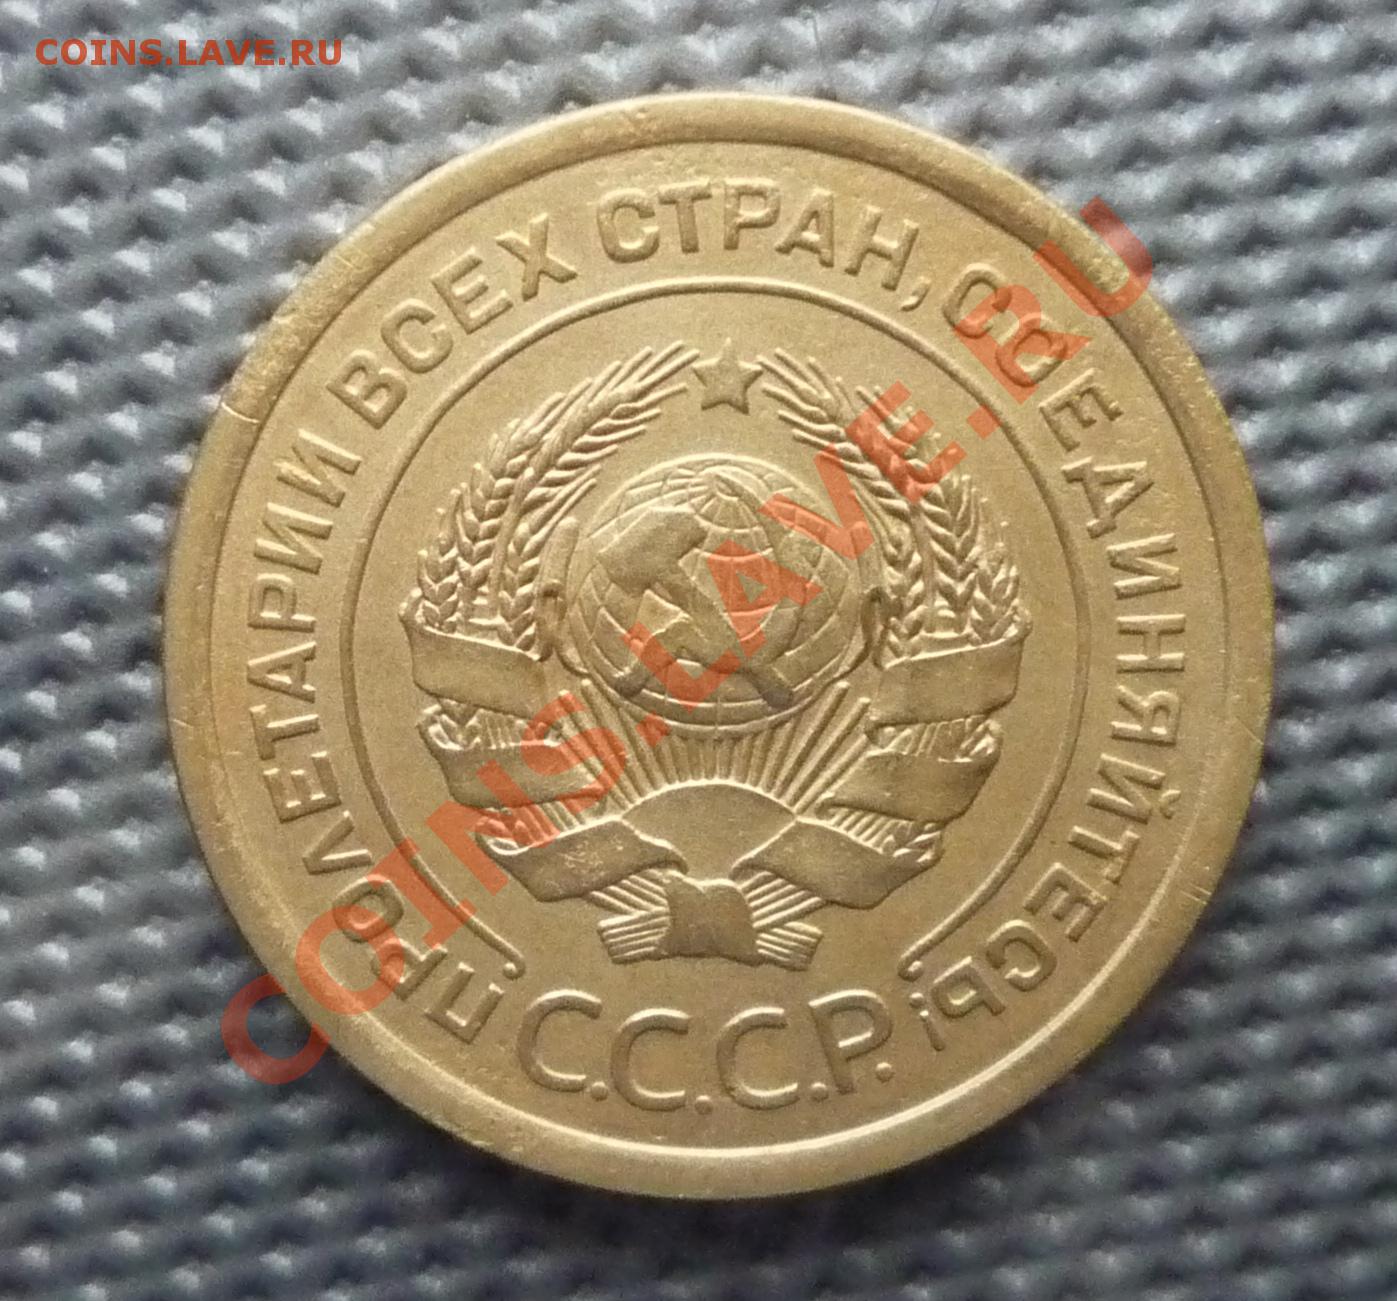 COINS.LAVE.RU
ПРОЛЕТАРИИ ВСЕХ СТРАН, СОЕДИНЯЙТЕСЬ!
С.С.С.Р.
COINS.LAVE.RU